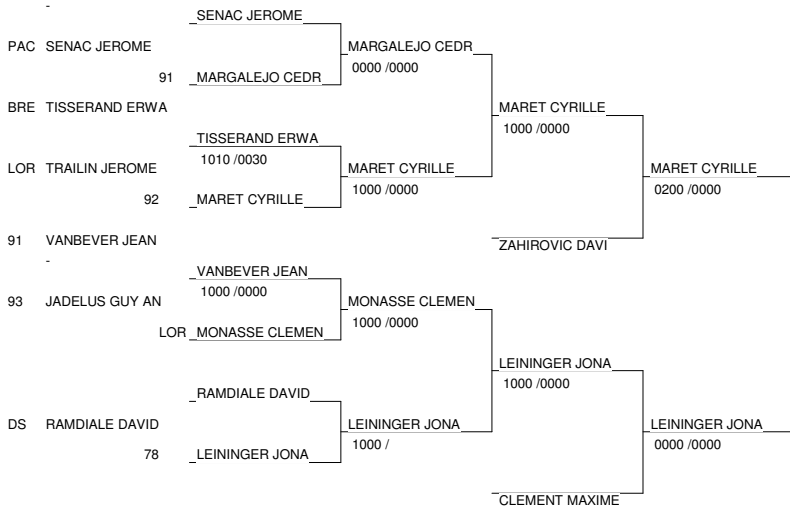 -
SENAC JEROME
PAC SENAC JEROME
MARGALEJO CEDR
0000 /0000
91 MARGALEJO CEDR
BRE TISSERAND ERWA
MARET CYRILLE
1000 /0000
TISSERAND ERWA
1010 /0030
LOR TRAILIN JEROME
MARET CYRILLE
1000 /0000
MARET CYRILLE
0200 /0000
92 MARET CYRILLE
91 VANBEVER JEAN
ZAHIROVIC DAVI
-
VANBEVER JEAN
1000 /0000
93 JADELUS GUY AN
MONASSE CLEMEN
1000 /0000
LOR MONASSE CLEMEN
LEININGER JONA
1000 /0000
RAMDIALE DAVID
DS RAMDIALE DAVID
LEININGER JONA
1000 /
LEININGER JONA
0000 /0000
78 LEININGER JONA
CLEMENT MAXIME